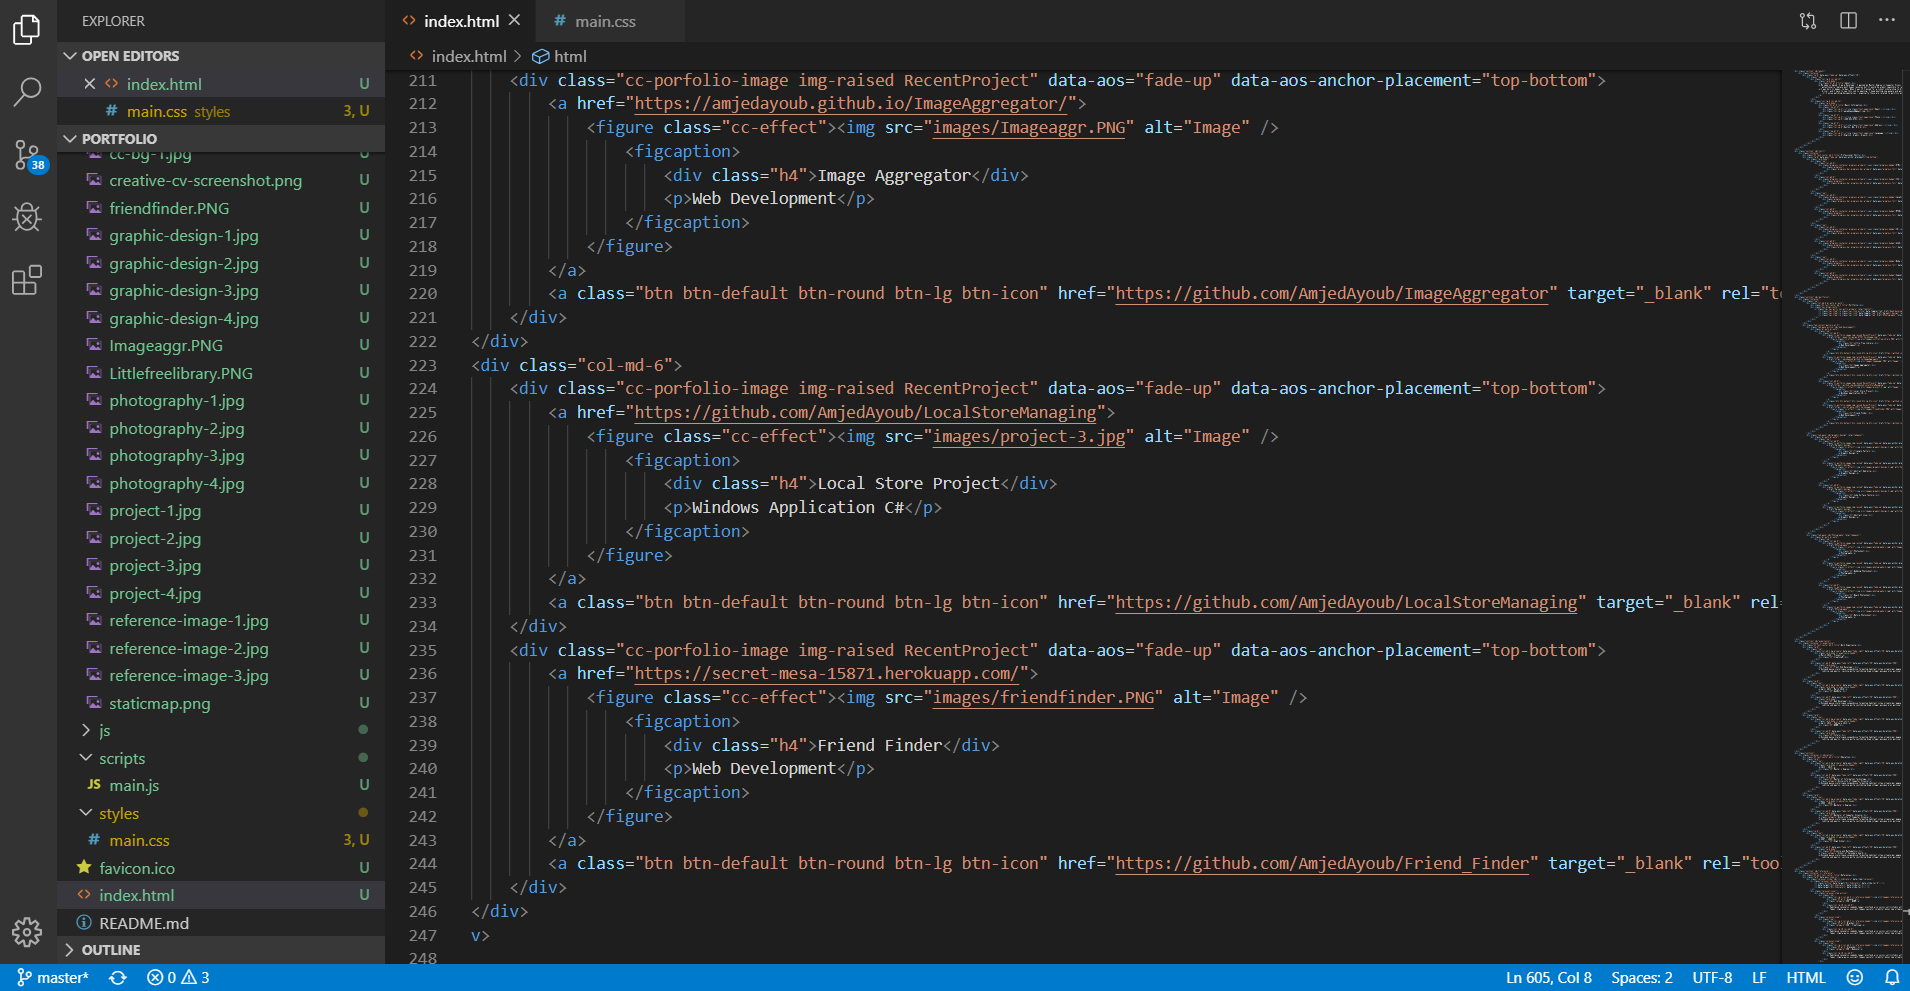 EXPLORER
OPEN EDITORS
index.html U
main.css styles 3, U
PORTFOLIO
cc-bg-1.jpg U
creative-cv-screenshot.png U
friendfinder.PNG U
graphic-design-1.jpg U
graphic-design-2.jpg U
graphic-design-3.jpg U
graphic-design-4.jpg U
Imageaggr.PNG U
Littlefreelibrary.PNG U
photography-1.jpg U
photography-2.jpg U
photography-3.jpg U
photography-4.jpg U
project-1.jpg U
project-2.jpg U
project-3.jpg U
project-4.jpg U
reference-image-1.jpg U
reference-image-2.jpg U
reference-image-3.jpg U
staticmap.png U
js
scripts
JS main.js U
styles
# main.css 3, U
favicon.ico U
index.html U
README.md
OUTLINE
38
index.html
# main.css
index.html > html
211 <div class="cc-porfolio-image img-raised RecentProject" data-aos="fade-up" data-aos-anchor-placement="top-bottom">
212 <a href="https://amjedayoub.github.io/ImageAggregator/">
213 <figure class="cc-effect"><img src="images/Imageaggr.PNG" alt="Image" />
214 <figcaption>
215 <div class="h4">Image Aggregator</div>
216 <p>Web Development</p>
217 </figcaption>
218 </figure>
219 </a>
220 <a class="btn btn-default btn-round btn-lg btn-icon" href="https://github.com/AmjedAyoub/ImageAggregator" target="_blank" rel="to
221 </div>
222 </div>
223 <div class="col-md-6">
224 <div class="cc-porfolio-image img-raised RecentProject" data-aos="fade-up" data-aos-anchor-placement="top-bottom">
225 <a href="https://github.com/AmjedAyoub/LocalStoreManaging">
226 <figure class="cc-effect"><img src="images/project-3.jpg" alt="Image" />
227 <figcaption>
228 <div class="h4">Local Store Project</div>
229 <p>Windows Application C#</p>
230 </figcaption>
231 </figure>
232 </a>
233 <a class="btn btn-default btn-round btn-lg btn-icon" href="https://github.com/AmjedAyoub/LocalStoreManaging" target="_blank" rel=
234 </div>
235 <div class="cc-porfolio-image img-raised RecentProject" data-aos="fade-up" data-aos-anchor-placement="top-bottom">
236 <a href="https://secret-mesa-15871.herokuapp.com/">
237 <figure class="cc-effect"><img src="images/friendfinder.PNG" alt="Image" />
238 <figcaption>
239 <div class="h4">Friend Finder</div>
240 <p>Web Development</p>
241 </figcaption>
242 </figure>
243 </a>
244 <a class="btn btn-default btn-round btn-lg btn-icon" href="https://github.com/AmjedAyoub/Friend_Finder" target="_blank" rel="too
245 </div>
246 </div>
247 v>
248
master* 0 3 Ln 605, Col 8 Spaces: 2 UTF-8 LF HTML